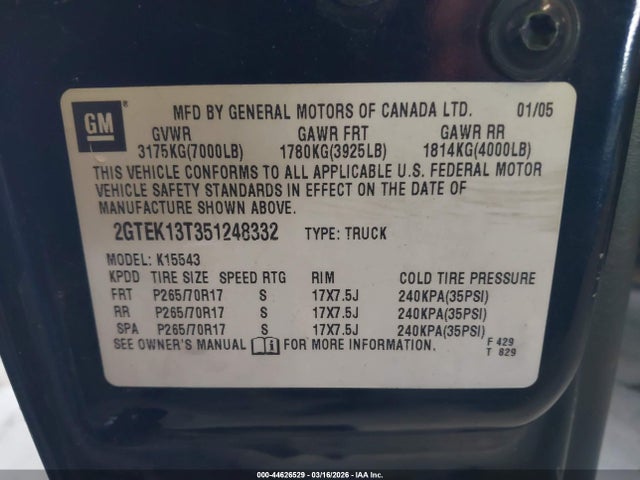 GM
MFD BY GENERAL MOTORS OF CANADA LTD. 01/05
GVWR GAWR FRT GAWR RR
3175KG(7000LB) 1780KG(3925LB) 1814KG(4000LB)
THIS VEHICLE CONFORMS TO ALL APPLICABLE U.S. FEDERAL MOTOR
VEHICLE SAFETY STANDARDS IN EFFECT ON THE DATE OF
MANUFACTURE SHOWN ABOVE.
2GTEK13T351248332 TYPE: TRUCK
MODEL: K15543
KPDD TIRE SIZE SPEED RTG RIM COLD TIRE PRESSURE
FRT P265/70R17 S 17X7.5J 240KPA(35PSI)
RR P265/70R17 S 17X7.5J 240KPA(35PSI)
SPA P265/70R17 S 17X7.5J 240KPA(35PSI)
SEE OWNER'S MANUAL i FOR MORE INFORMATION.
F 429
T 829
000-44626529 - 03/16/2026 - IAA Inc.